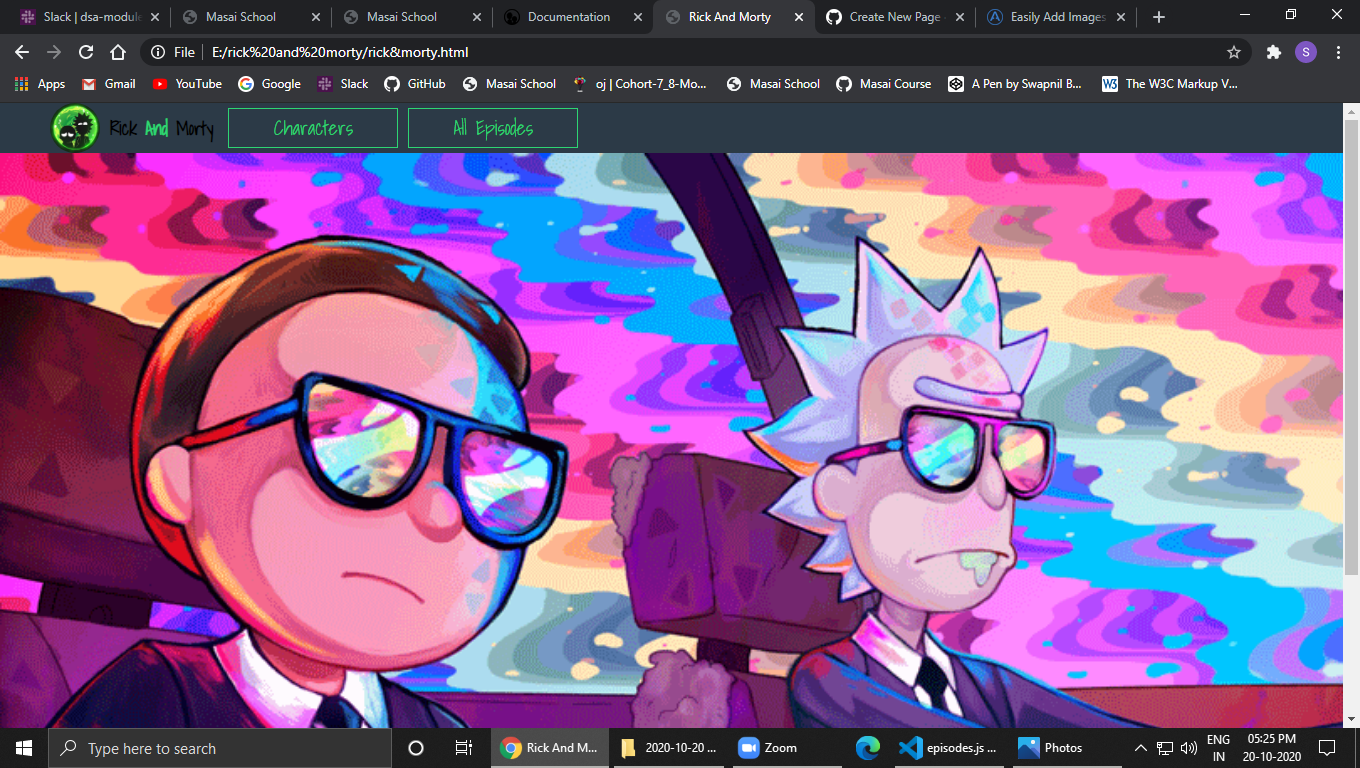 Slack | dsa-module
Masai School
Masai School
Documentation
Rick And Morty
Create New Page
Easily Add Images
File
E:/rick%20and%20morty/rick&morty.html
S
Apps
Gmail
YouTube
Google
Slack
GitHub
Masai School
oj | Cohort-7_8-Mo...
Masai School
Masai Course
A Pen by Swapnil B...
W3
The W3C Markup V...
Rick And Morty
Characters
All Episodes
Type here to search
Rick And M...
2020-10-20 ...
Zoom
episodes.js ...
Photos
ENG
IN
05:25 PM
20-10-2020